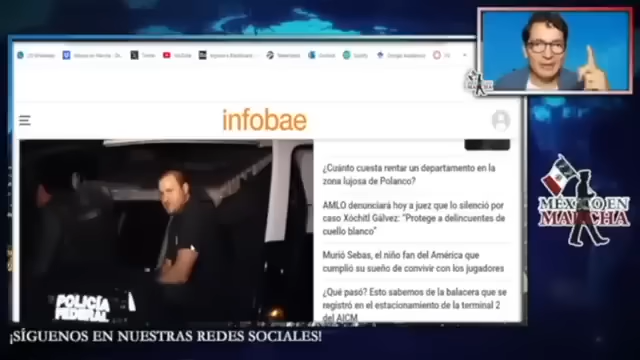 YouTube
infobae
¿Cuánto cuesta rentar un departamento en la
zona lujosa de Polanco?
AMLO denunciará hoy a juez que lo silenció por
caso Xóchitl Gálvez: "Protege a delincuentes de
cuello blanco"
Murió Sebas, el niño fan del América que
cumplió su sueño de convivir con los jugadores
¿Qué pasó? Esto sabemos de la balacera que se
registró en el estacionamiento de la terminal 2
del AICM
POLICÍA
FEDERAL
MÉXICO EN
MARCHA
¡SÍGUENOS EN NUESTRAS REDES SOCIALES!